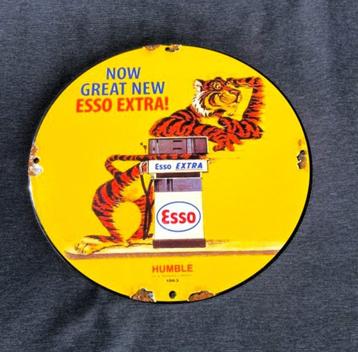 NOW
GREAT NEW
ESSO EXTRA!
Esso EXTRA
Esso
HUMBLE